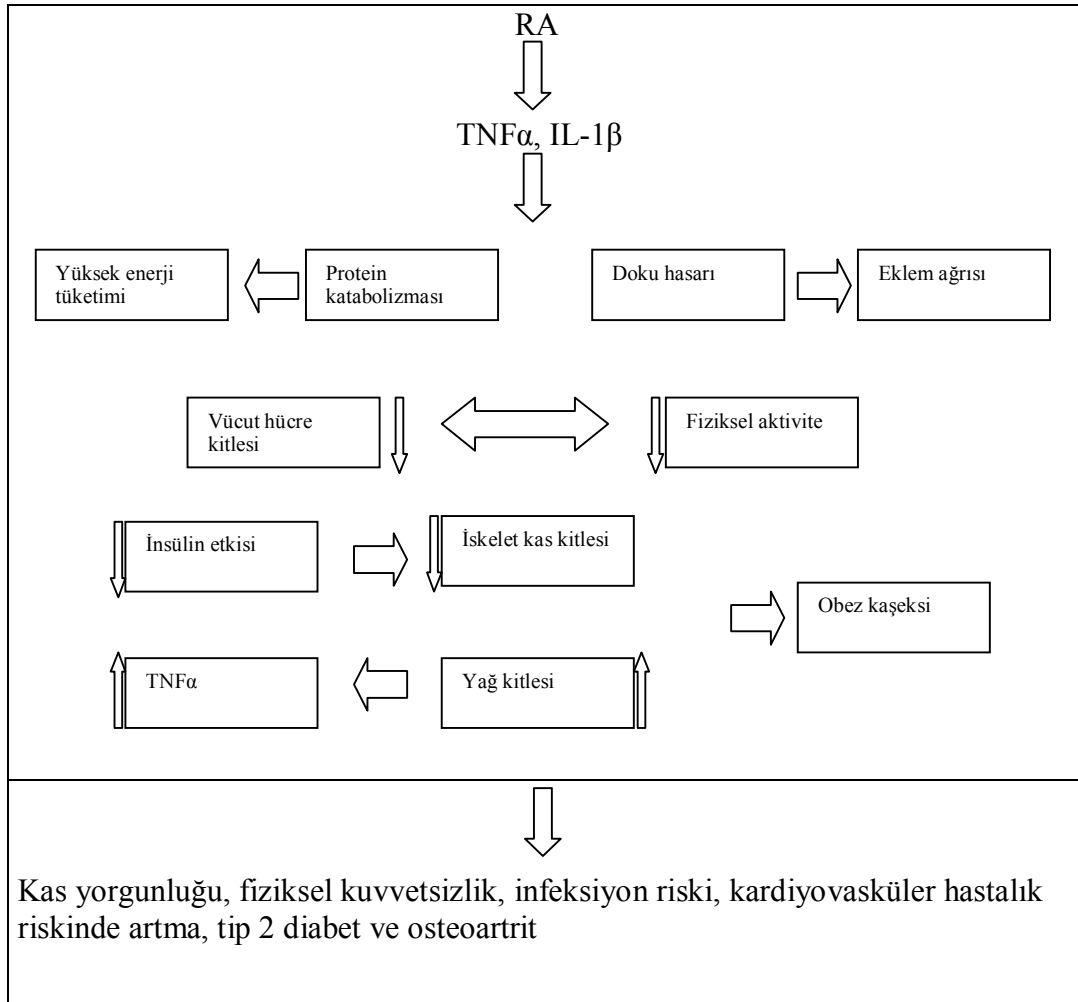 RA
TNFα, IL-1β
Yüksek enerji
tüketimi
Protein
katabolizması
Doku hasarı
Eklem ağrısı
Vücut hücre
kitlesi
Fiziksel aktivite
İnsülin etkisi
İskelet kas kitlesi
Obez kaşeksi
TNFα
Yağ kitlesi
Kas yorgunluğu, fiziksel kuvvetsizlik, infeksiyon riski, kardiyovasküler hastalık
riskinde artma, tip 2 diabet ve osteoartrit